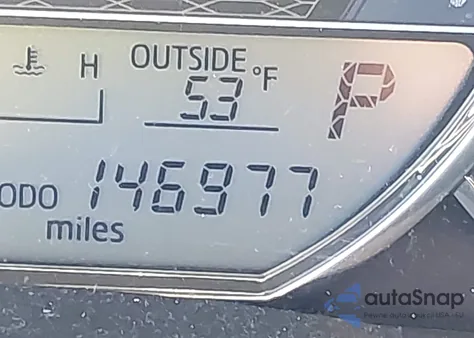 H OUTSIDE P
53 °F
ODO 146977
miles
autoSnap